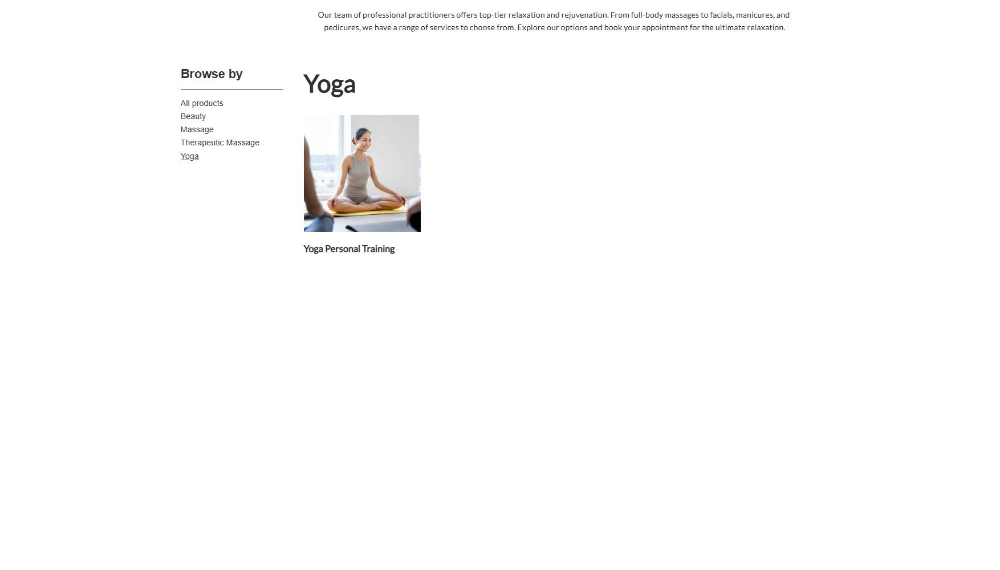 Our team of professional practitioners offers top-tier relaxation and rejuvenation. From full-body massages to facials, manicures, and
pedicures, we have a range of services to choose from. Explore our options and book your appointment for the ultimate relaxation.
Browse by
All products
Beauty
Massage
Therapeutic Massage
Yoga
Yoga
Yoga Personal Training